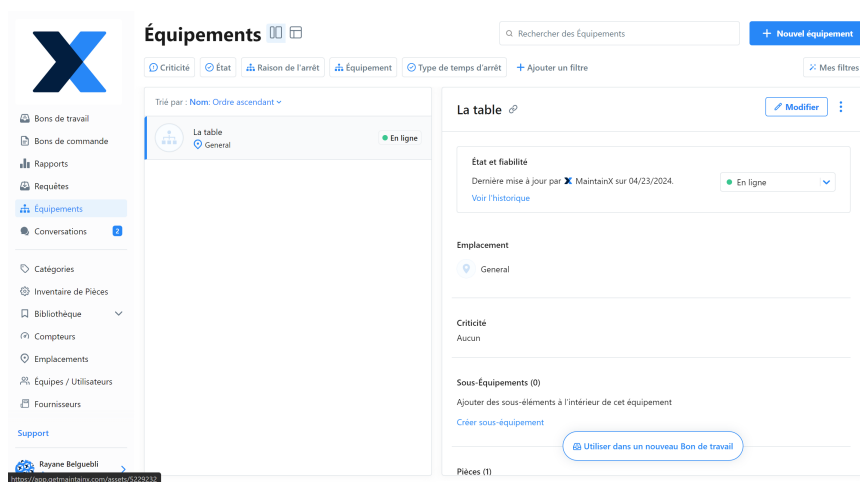 Équipements
Rechercher des Équipements
+ Nouvel équipement
Criticité
État
Raison de l'arrêt
Équipement
Type de temps d'arrêt
+ Ajouter un filtre
Mes filtres
Bons de travail
Bons de commande
Rapports
Requêtes
Équipements
Conversations
2
Catégories
Inventaire de Pièces
Bibliothèque
Compteurs
Emplacements
Équipes / Utilisateurs
Fournisseurs
Support
Rayane Belguebli
https://app.getmaintainx.com/assets/5229232
Trié par : Nom: Ordre ascendant
La table
General
En ligne
La table
Modifier
État et fiabilité
Dernière mise à jour par MaintainX sur 04/23/2024.
En ligne
Voir l'historique
Emplacement
General
Criticité
Aucun
Sous-Équipements (0)
Ajouter des sous-éléments à l'intérieur de cet équipement
Créer sous-équipement
Utiliser dans un nouveau Bon de travail
Pièces (1)